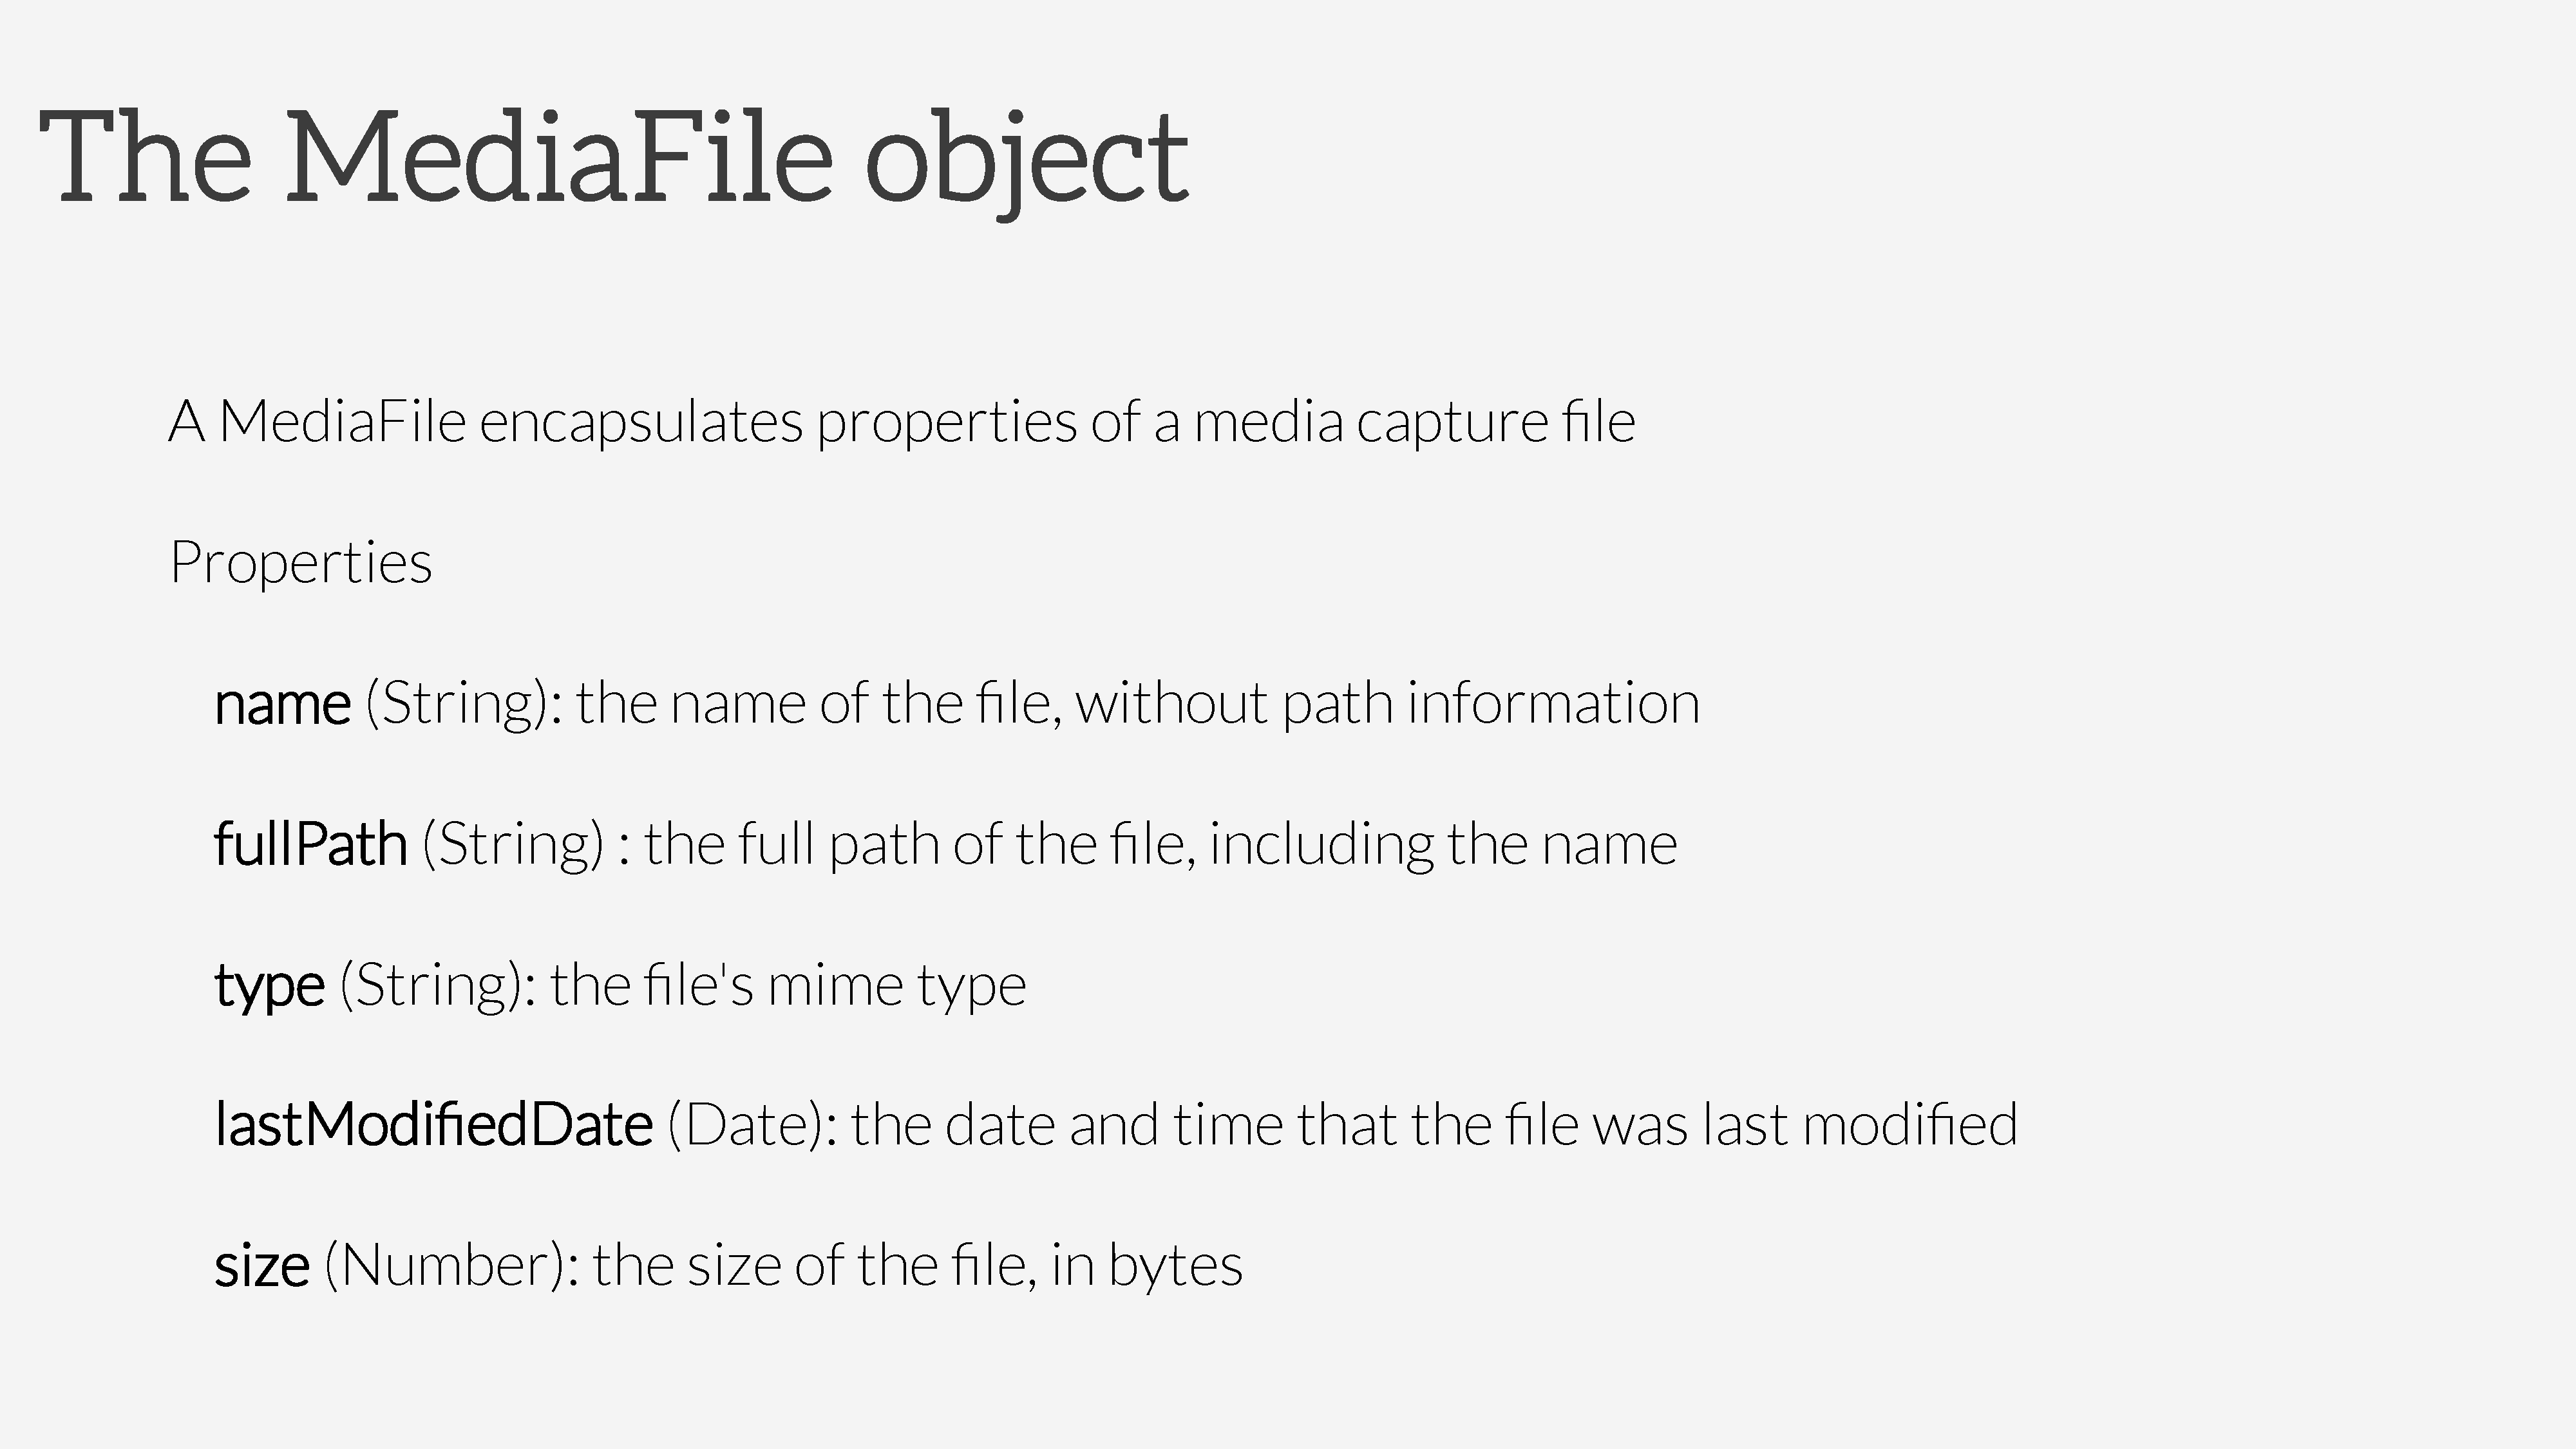 The MediaFile object
A MediaFile encapsulates properties of a media capture file
Properties
name (String): the name of the file, without path information
fullPath (String) : the full path of the file, including the name
type (String): the file's mime type
lastModifiedDate (Date): the date and time that the file was last modified
size (Number): the size of the file, in bytes